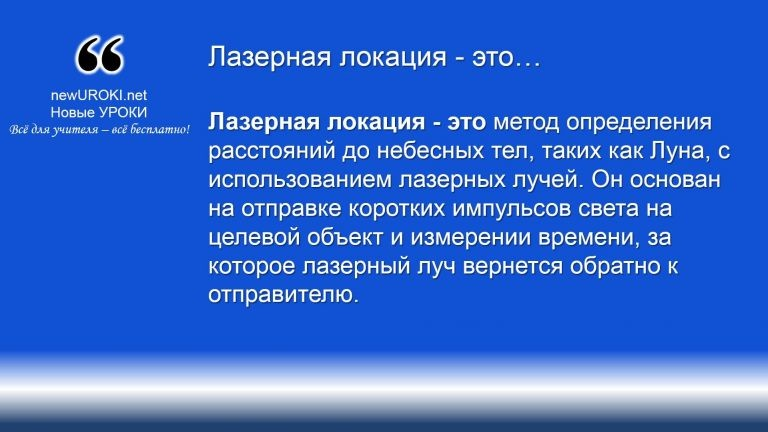 ❝
newUROKI.net
Новые УРОКИ
Всё для учителя – всё бесплатно!
Лазерная локация - это…
Лазерная локация - это метод определения
расстояний до небесных тел, таких как Луна, с
использованием лазерных лучей. Он основан
на отправке коротких импульсов света на
целевой объект и измерении времени, за
которое лазерный луч вернется обратно к
отправителю.